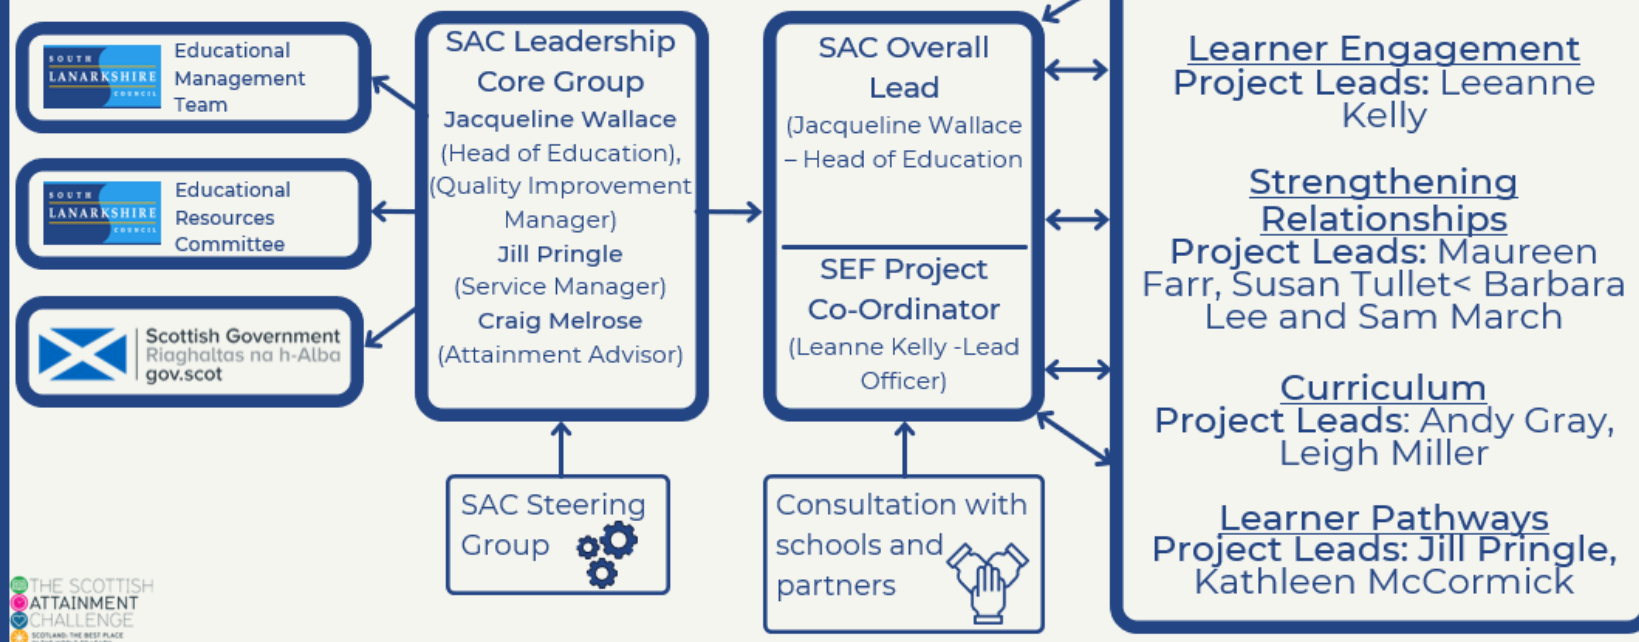 SOUTH
LANARKSHIRE
COUNCIL
Educational
Management
Team
SOUTH
LANARKSHIRE
COUNCIL
Educational
Resources
Committee
Scottish Government
Riaghaltas na h-Alba
gov.scot
SAC Leadership
Core Group
Jacqueline Wallace
(Head of Education),
(Quality Improvement
Manager)
Jill Pringle
(Service Manager)
Craig Melrose
(Attainment Advisor)
SAC Steering
Group
SAC Overall
Lead
(Jacqueline Wallace
– Head of Education
SEF Project
Co-Ordinator
(Leanne Kelly -Lead
Officer)
Consultation with
schools and
partners
Learner Engagement
Project Leads: Leeanne
Kelly
Strengthening
Relationships
Project Leads: Maureen
Farr, Susan Tullet< Barbara
Lee and Sam March
Curriculum
Project Leads: Andy Gray,
Leigh Miller
Learner Pathways
Project Leads: Jill Pringle,
Kathleen McCormick
THE SCOTTISH
ATTAINMENT
CHALLENGE
SCOTLAND: THE BEST PLACE